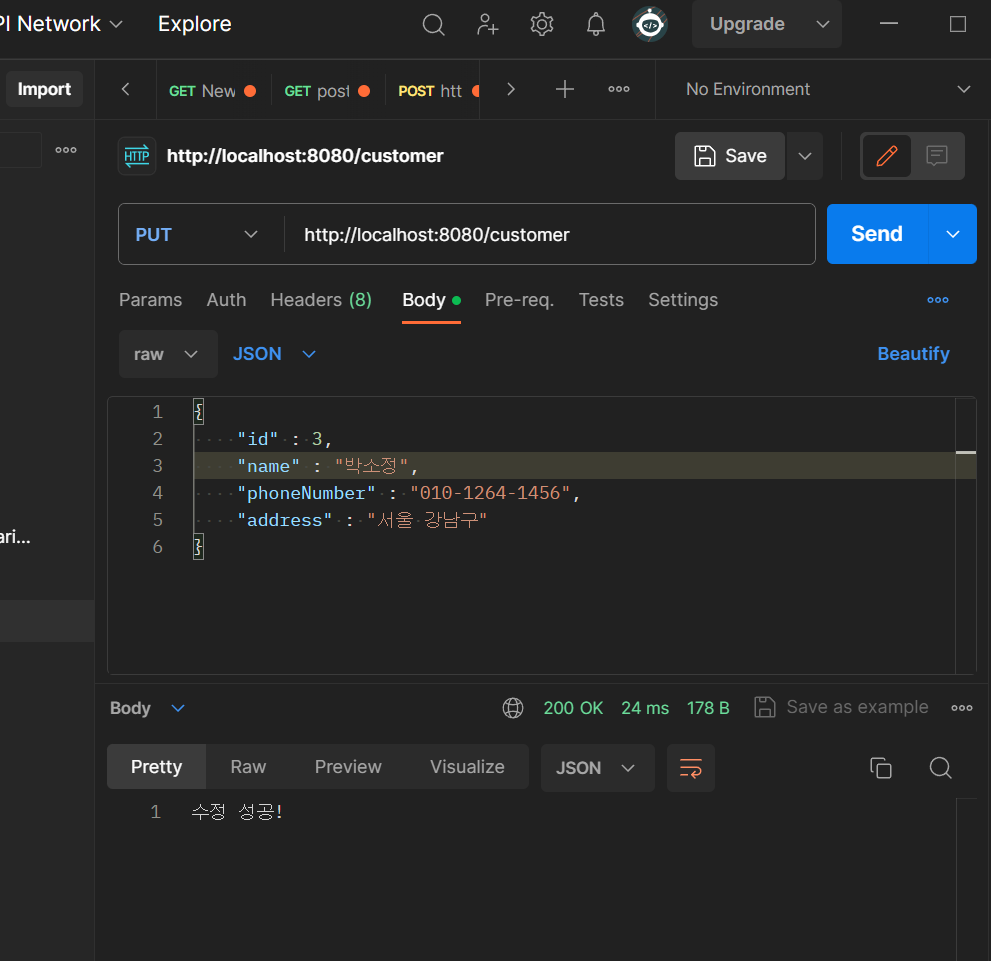 PI Network Explore Upgrade
Import GET New GET post POST htt No Environment
HTTP http://localhost:8080/customer Save
PUT http://localhost:8080/customer Send
Params Auth Headers (8) Body Pre-req. Tests Settings
raw JSON Beautify
1 {
2 "id" : 3,
3 "name" : "박소정",
4 "phoneNumber" : "010-1264-1456",
5 "address" : "서울 강남구"
6 }
ari...
Body 200 OK 24 ms 178 B Save as example
Pretty Raw Preview Visualize JSON
1 수정 성공!